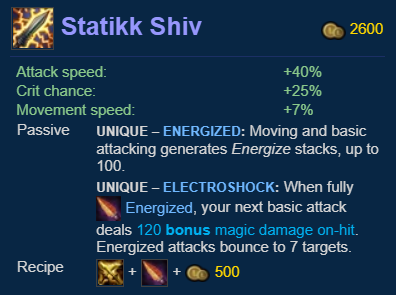 Statikk Shiv 2600
Attack speed: +40%
Crit chance: +25%
Movement speed: +7%
Passive UNIQUE – ENERGIZED: Moving and basic
attacking generates Energize stacks, up to
100.
UNIQUE – ELECTROSHOCK: When fully
Energized, your next basic attack
deals 120 bonus magic damage on-hit.
Energized attacks bounce to 7 targets.
Recipe + + 500